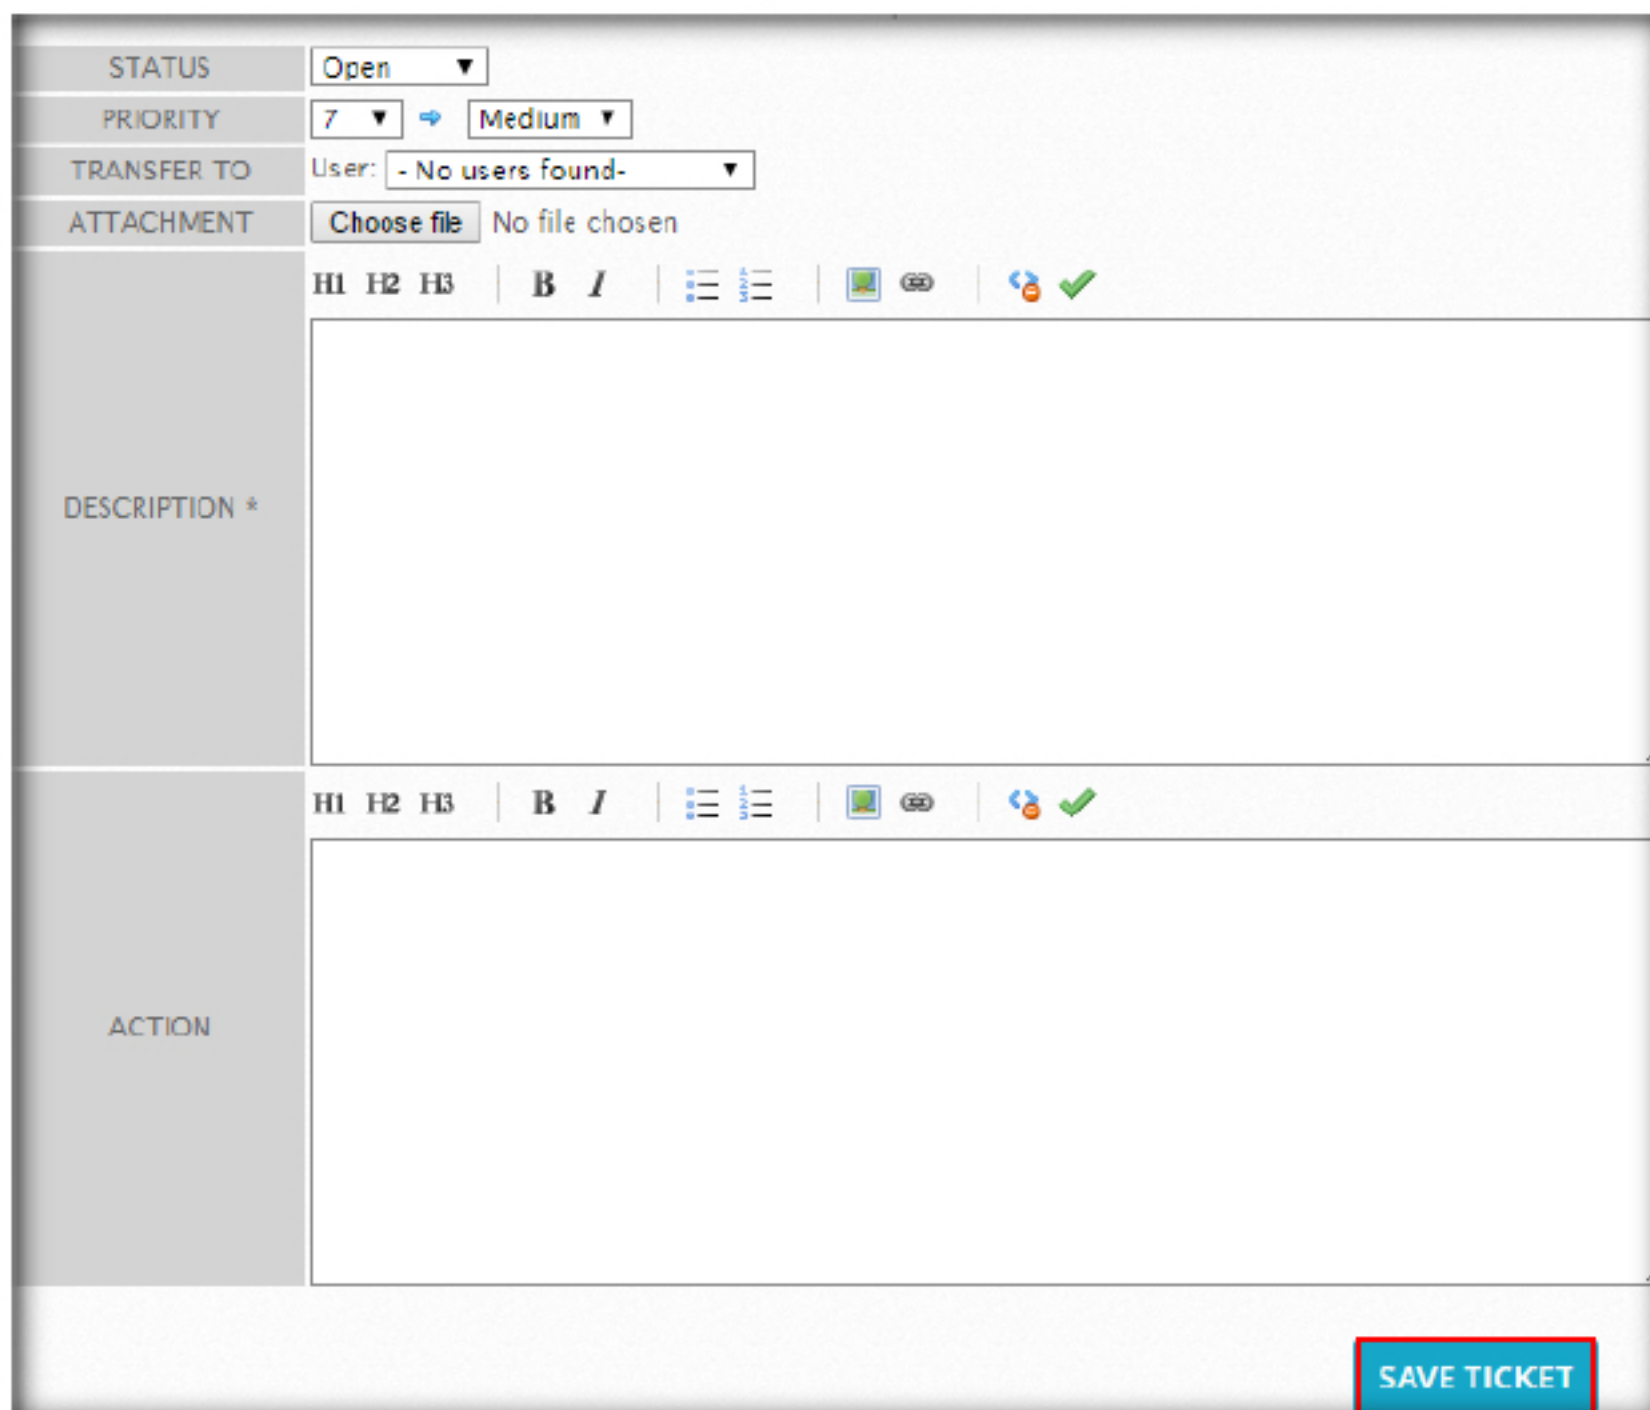 STATUS Open
PRIORITY 7 Medium
TRANSFER TO User: - No users found-
ATTACHMENT Choose file No file chosen
H1 H2 H3 B I
DESCRIPTION *
H1 H2 H3 B I
ACTION
SAVE TICKET